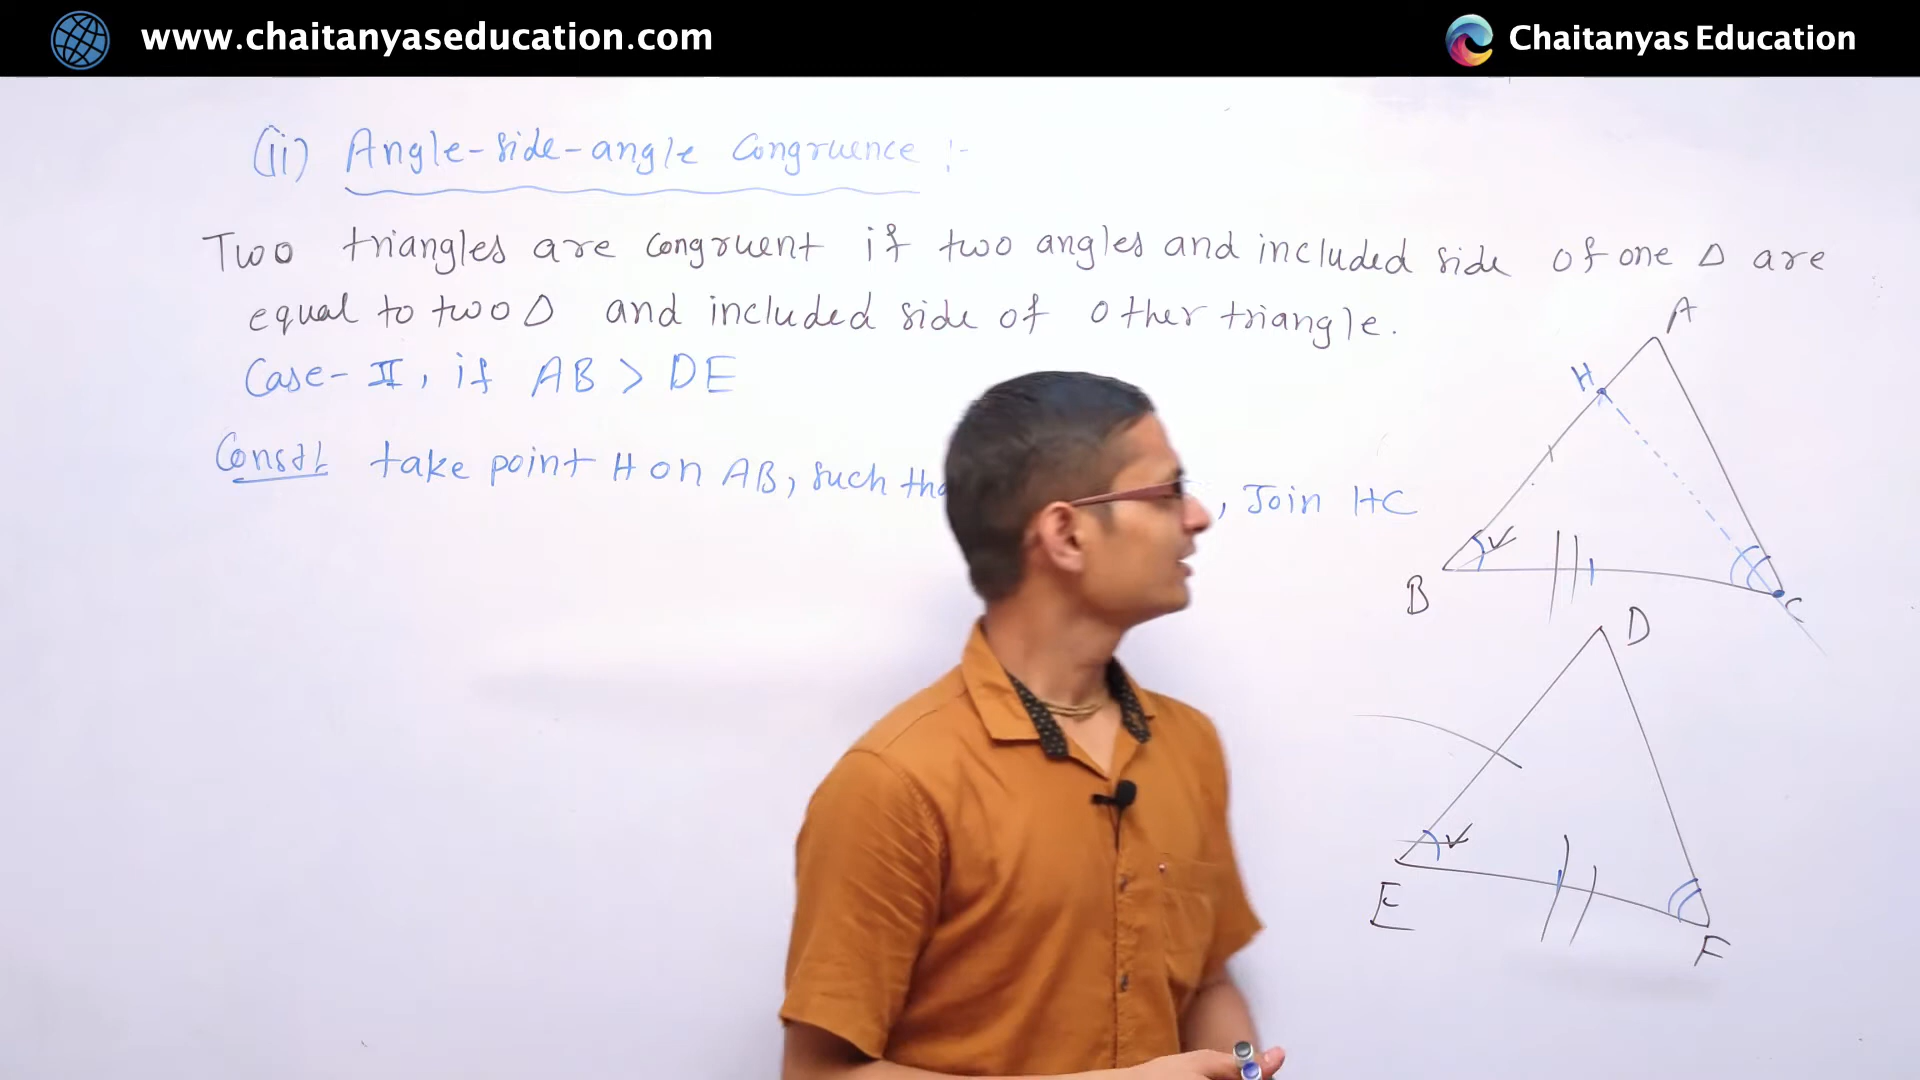 www.chaitanyaseducation.com
Chaitanyas Education
(ii) Angle-side-angle Congruence :-
Two triangles are congruent if two angles and included side of one Δ are
equal to two Δ and included side of other triangle.
Case-II, if AB > DE
Const: take point H on AB, such , Join HC
A
H
B
C
D
E
F